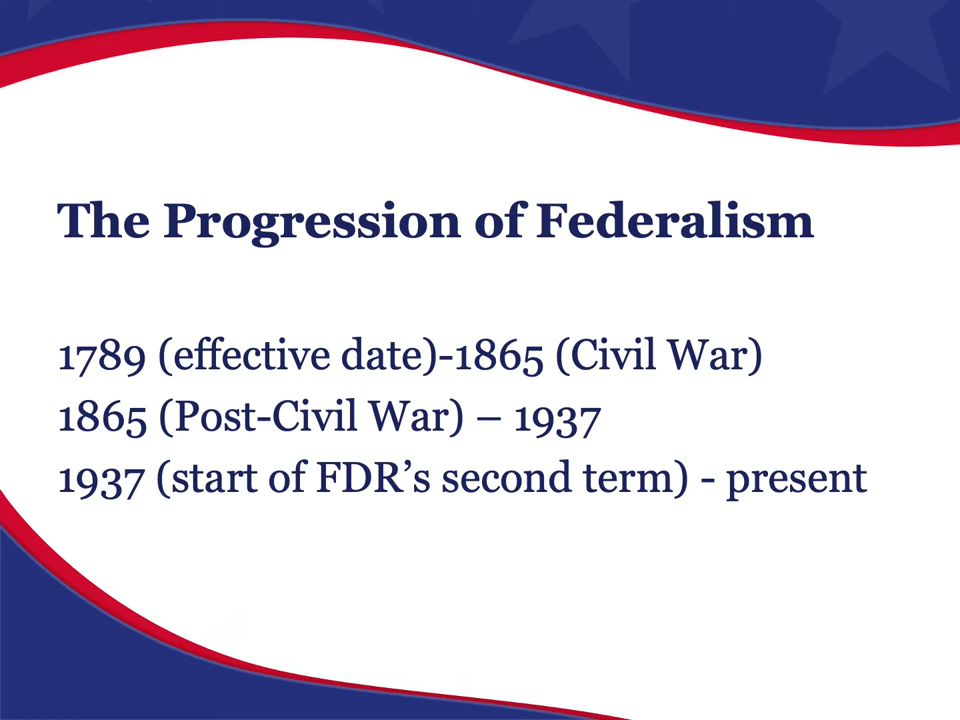 The Progression of Federalism
1789 (effective date)-1865 (Civil War)
1865 (Post-Civil War) – 1937
1937 (start of FDR’s second term) - present